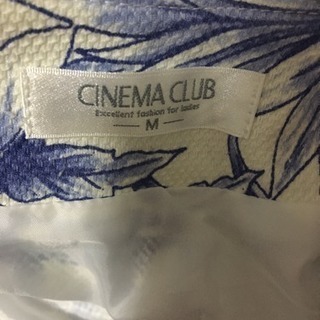 CINEMA CLUB
Excellent fashion for ladies
— M —